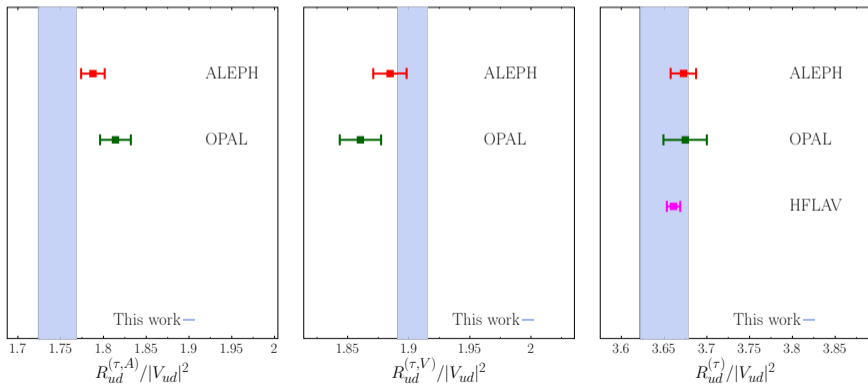 ALEPH
OPAL
This work
1.7 1.75 1.8 1.85 1.9 1.95 2
R_{ud}^{(τ,A)}/|V_{ud}|^2
ALEPH
OPAL
This work
1.85 1.9 1.95 2
R_{ud}^{(τ,V)}/|V_{ud}|^2
ALEPH
OPAL
HFLAV
This work
3.6 3.65 3.7 3.75 3.8 3.85
R_{ud}^{(τ)}/|V_{ud}|^2